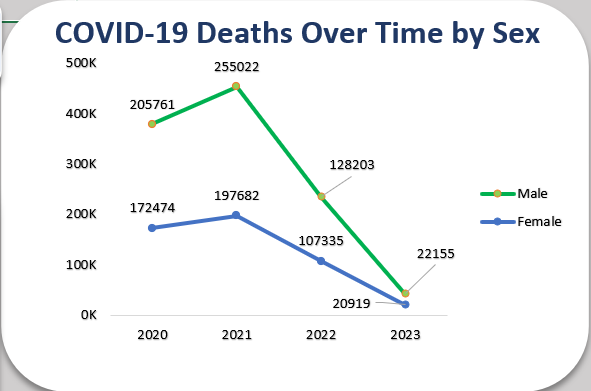 COVID-19 Deaths Over Time by Sex
500K
400K
300K
200K
100K
0K
205761
255022
128203
22155
172474
197682
107335
20919
2020 2021 2022 2023
Male
Female